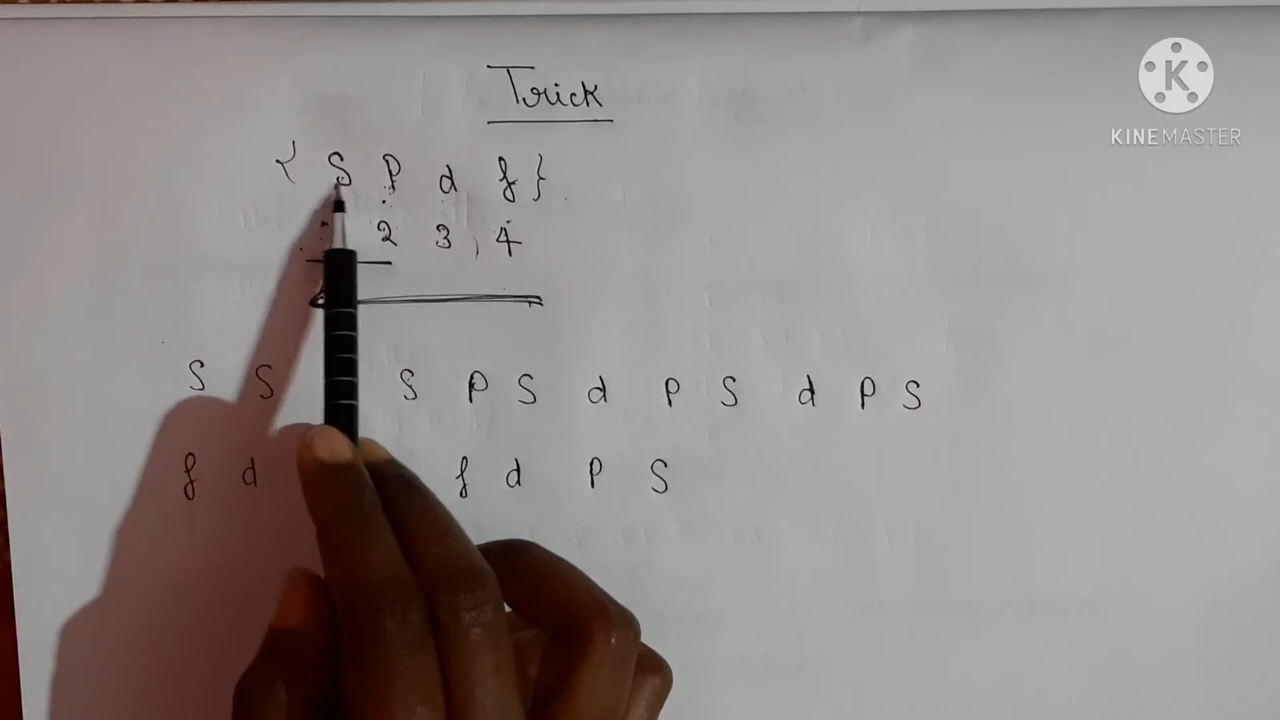 Trick
{ S P d f }
2 3 , 4
S S S P S d P S d P S
f d f d P S
K
KINEMASTER